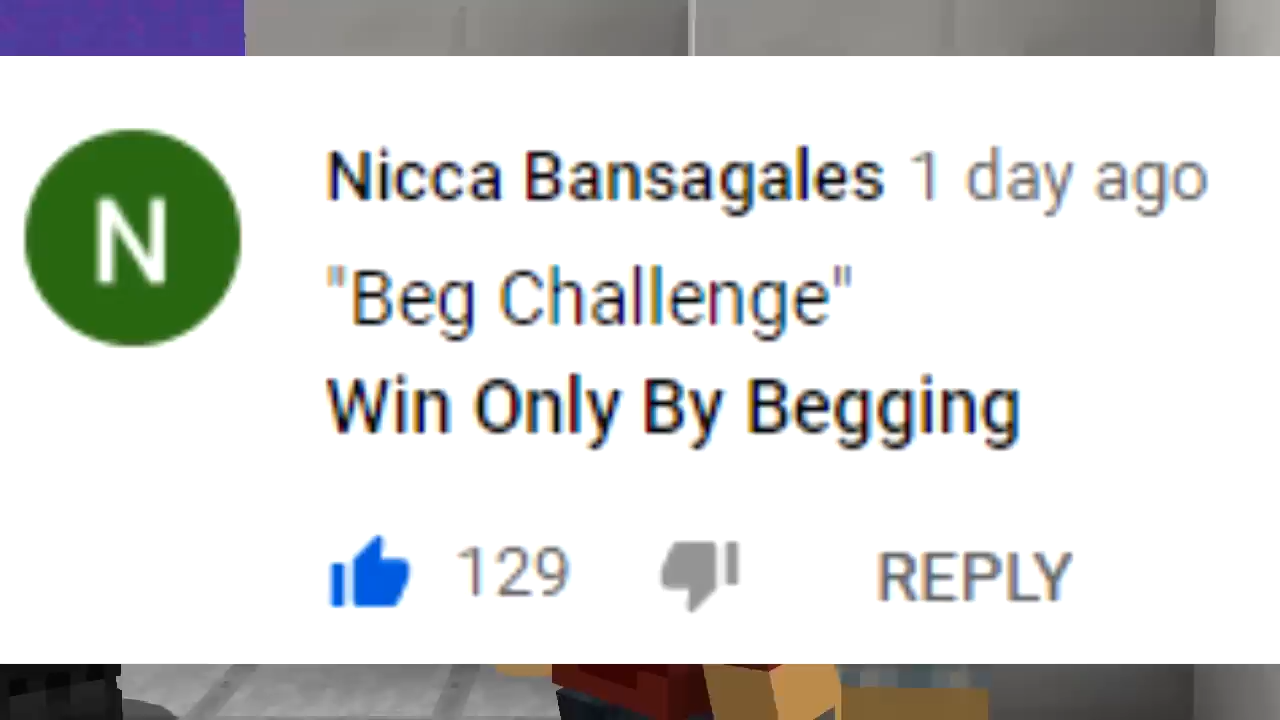 N
Nicca Bansagales 1 day ago
"Beg Challenge"
Win Only By Begging
129 REPLY